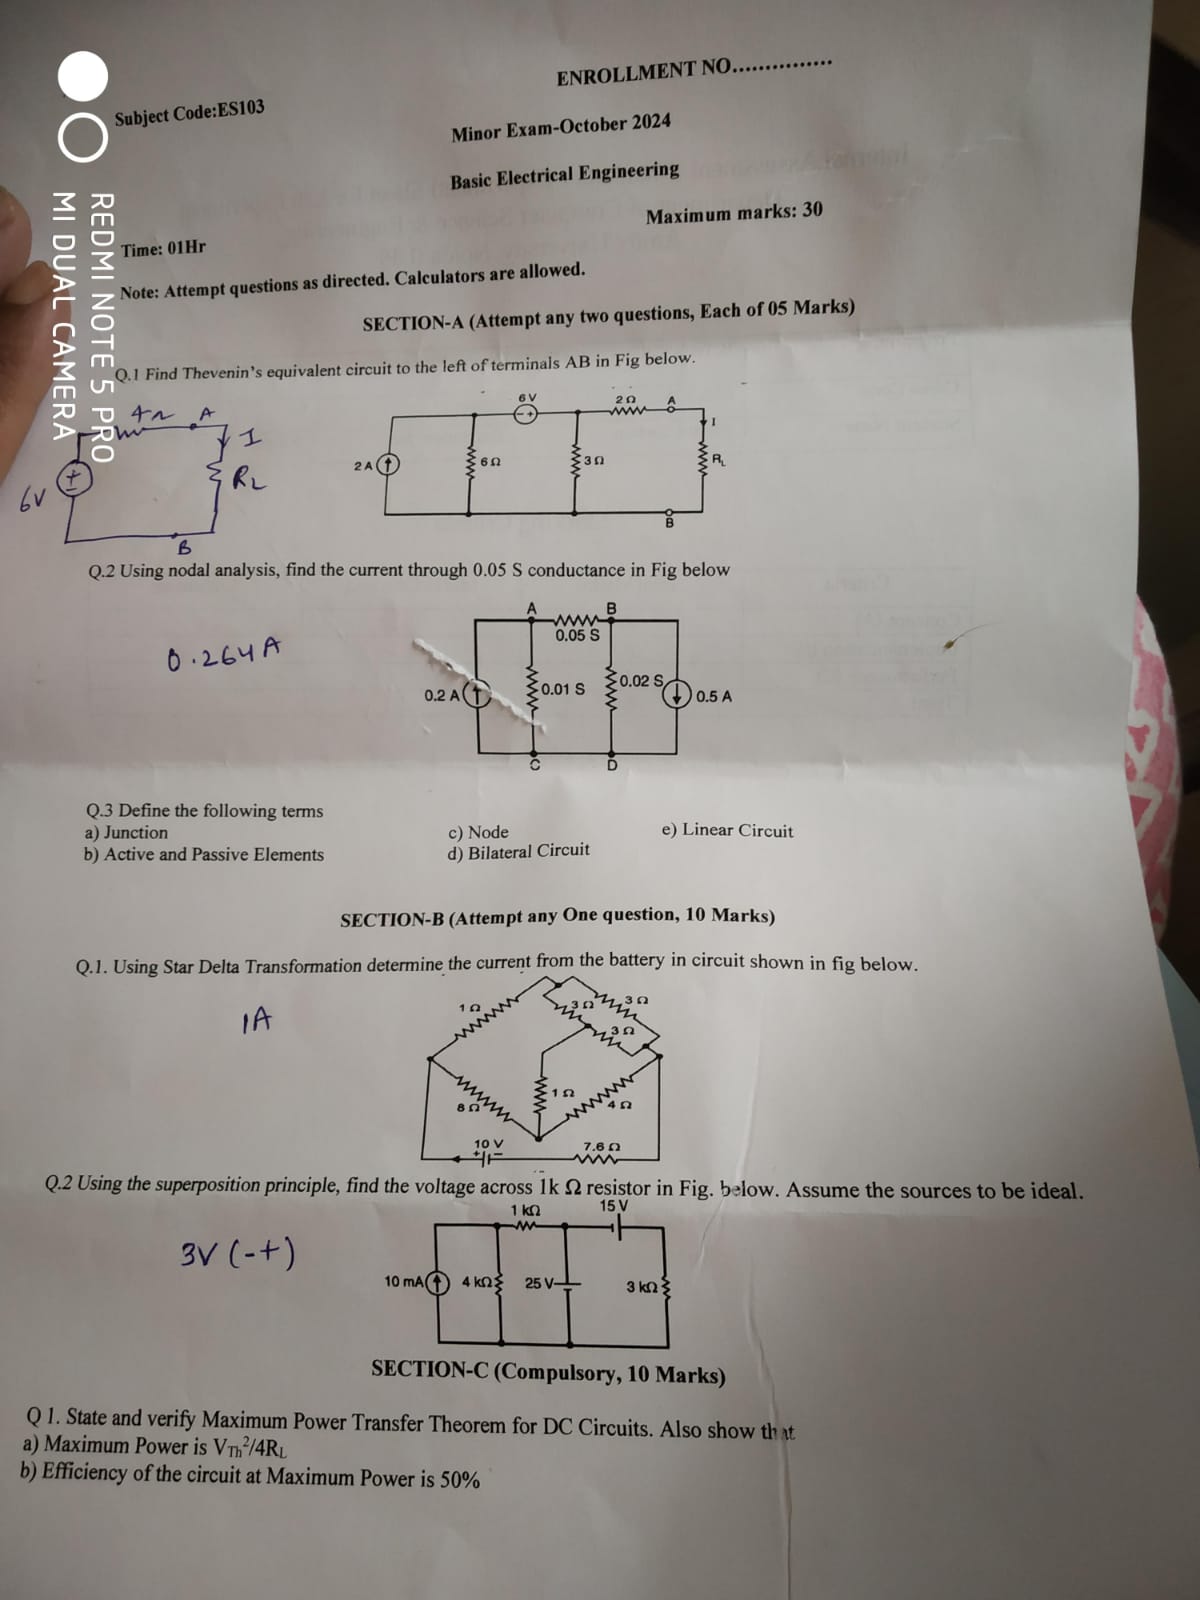 ENROLLMENT NO...............
Subject Code:ES103
Minor Exam-October 2024
Basic Electrical Engineering
Maximum marks: 30
Time: 01Hr
Note: Attempt questions as directed. Calculators are allowed.
SECTION-A (Attempt any two questions, Each of 05 Marks)
Q.1 Find Thevenin's equivalent circuit to the left of terminals AB in Fig below.
4Ω A
I
RL
6V
B
6 V
2 Ω A
I
2 A
6 Ω
3 Ω
RL
B
Q.2 Using nodal analysis, find the current through 0.05 S conductance in Fig below
0.264A
A B
0.05 S
0.2 A
0.01 S
0.02 S
0.5 A
C D
Q.3 Define the following terms
a) Junction
b) Active and Passive Elements
c) Node
d) Bilateral Circuit
e) Linear Circuit
SECTION-B (Attempt any One question, 10 Marks)
Q.1. Using Star Delta Transformation determine the current from the battery in circuit shown in fig below.
1A
1 Ω
3 Ω
3 Ω
3 Ω
8 Ω
1 Ω
4 Ω
10 V
7.6 Ω
Q.2 Using the superposition principle, find the voltage across 1k Ω resistor in Fig. below. Assume the sources to be ideal.
3V (-+)
1 kΩ
15 V
10 mA
4 kΩ
25 V
3 kΩ
SECTION-C (Compulsory, 10 Marks)
Q 1. State and verify Maximum Power Transfer Theorem for DC Circuits. Also show that
a) Maximum Power is VTh²/4RL
b) Efficiency of the circuit at Maximum Power is 50%
REDMI NOTE 5 PRO
MI DUAL CAMERA